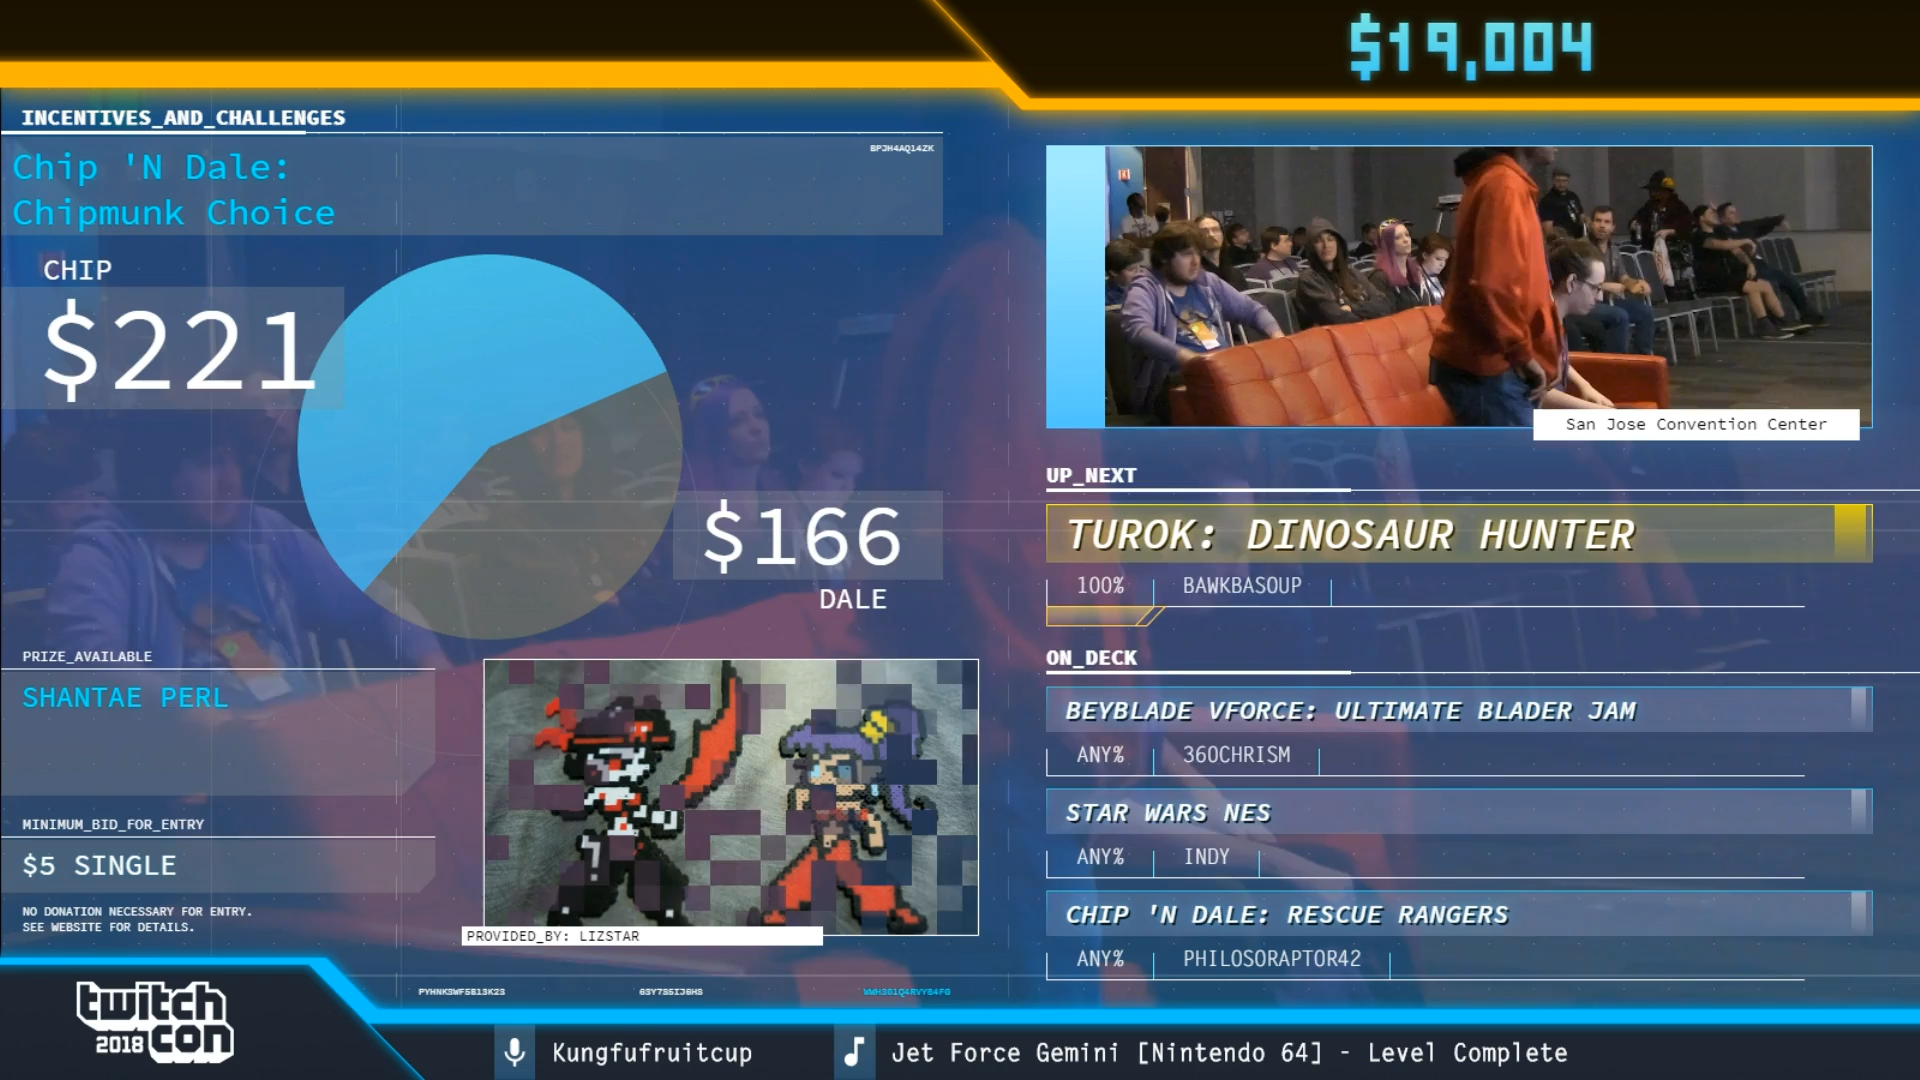 $19,004
INCENTIVES_AND_CHALLENGES
BPJH4AQ14ZK
Chip 'N Dale:
Chipmunk Choice
CHIP
$221
$166
DALE
PRIZE_AVAILABLE
SHANTAE PERL
MINIMUM_BID_FOR_ENTRY
$5 SINGLE
NO DONATION NECESSARY FOR ENTRY.
SEE WEBSITE FOR DETAILS.
PROVIDED_BY: LIZSTAR
San Jose Convention Center
UP_NEXT
TUROK: DINOSAUR HUNTER
100% BAWKBASOUP
ON_DECK
BEYBLADE VFORCE: ULTIMATE BLADER JAM
ANY% 360CHRISM
STAR WARS NES
ANY% INDY
CHIP 'N DALE: RESCUE RANGERS
ANY% PHILOSORAPTOR42
twitch
2018 con
Kungfufruitcup
Jet Force Gemini [Nintendo 64] - Level Complete